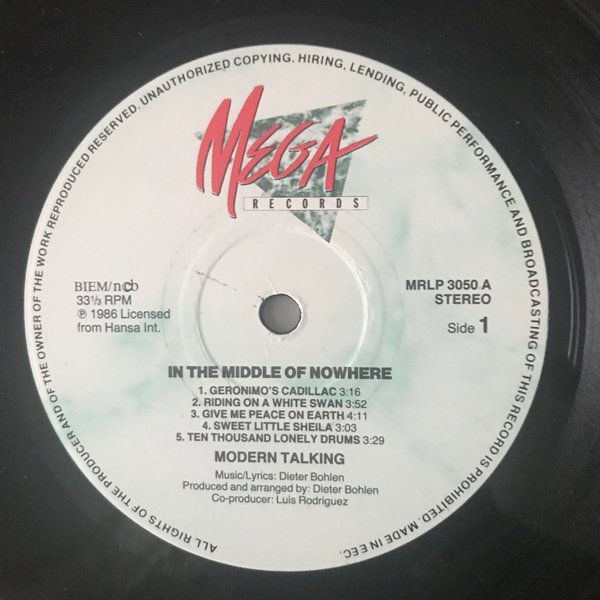 ALL RIGHTS OF THE PRODUCER AND OF THE OWNER OF THE WORK REPRODUCED RESERVED. UNAUTHORIZED COPYING, HIRING, LENDING, PUBLIC PERFORMANCE AND BROADCASTING OF THIS RECORD IS PROHIBITED. MADE IN EEC.
MEGA
RECORDS
BIEM/ncb
33⅓ RPM
℗ 1986 Licensed
from Hansa Int.
MRLP 3050 A
STEREO
Side 1
IN THE MIDDLE OF NOWHERE
1. GERONIMO'S CADILLAC 3:16
2. RIDING ON A WHITE SWAN 3:52
3. GIVE ME PEACE ON EARTH 4:11
4. SWEET LITTLE SHEILA 3:03
5. TEN THOUSAND LONELY DRUMS 3:29
MODERN TALKING
Music/Lyrics: Dieter Bohlen
Produced and arranged by: Dieter Bohlen
Co-producer: Luis Rodriguez